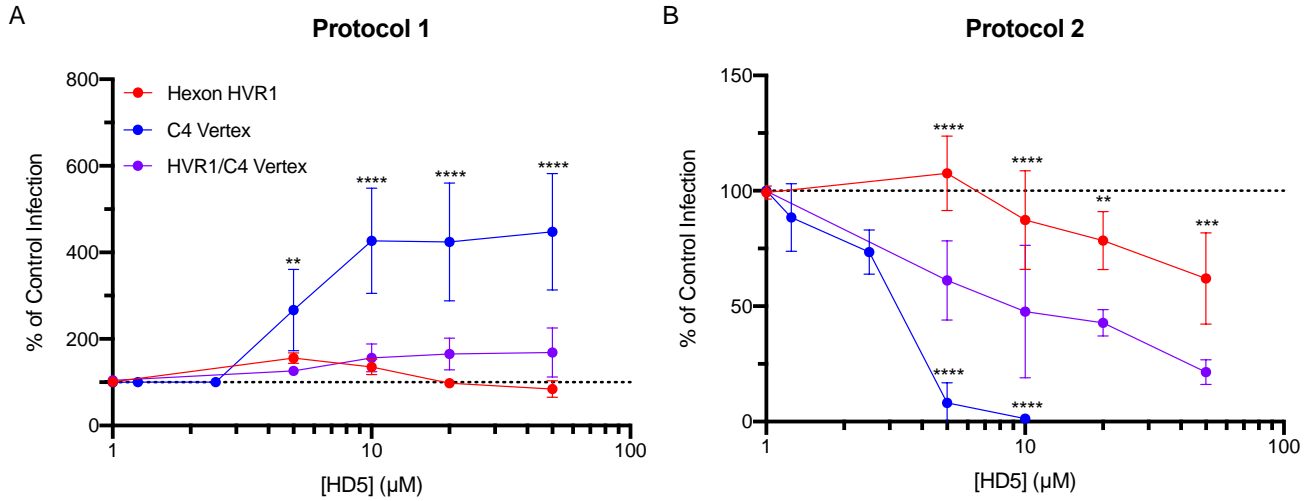 A
Protocol 1
% of Control Infection
800
600
400
200
0
Hexon HVR1
C4 Vertex
HVR1/C4 Vertex
**
****
****
****
1
10
100
[HD5] (µM)
B
Protocol 2
% of Control Infection
150
100
50
0
****
****
**
***
****
****
1
10
100
[HD5] (µM)